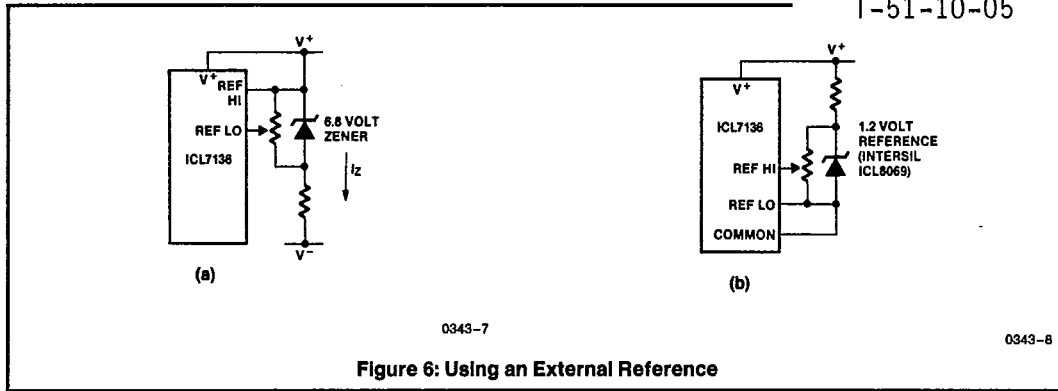 T-51-10-05
V+
V+
REF
HI
REF LO
ICL7136
6.8 VOLT
ZENER
IZ
V−
(a)
0343-7
V+
V+
ICL7136
REF HI
REF LO
COMMON
1.2 VOLT
REFERENCE
(INTERSIL
ICL8069)
(b)
0343-8
Figure 6: Using an External Reference